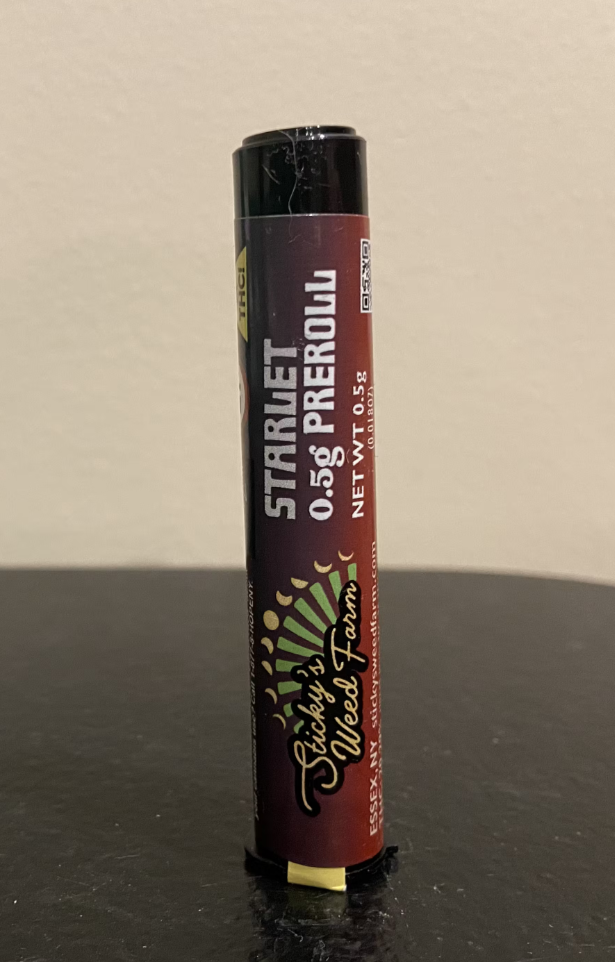 THC!
STARLET
0.5g PREROLL
NET WT 0.5g
(0.018OZ)
Sticky's
Weed Farm
ESSEX, NY stickysweedfarm.com